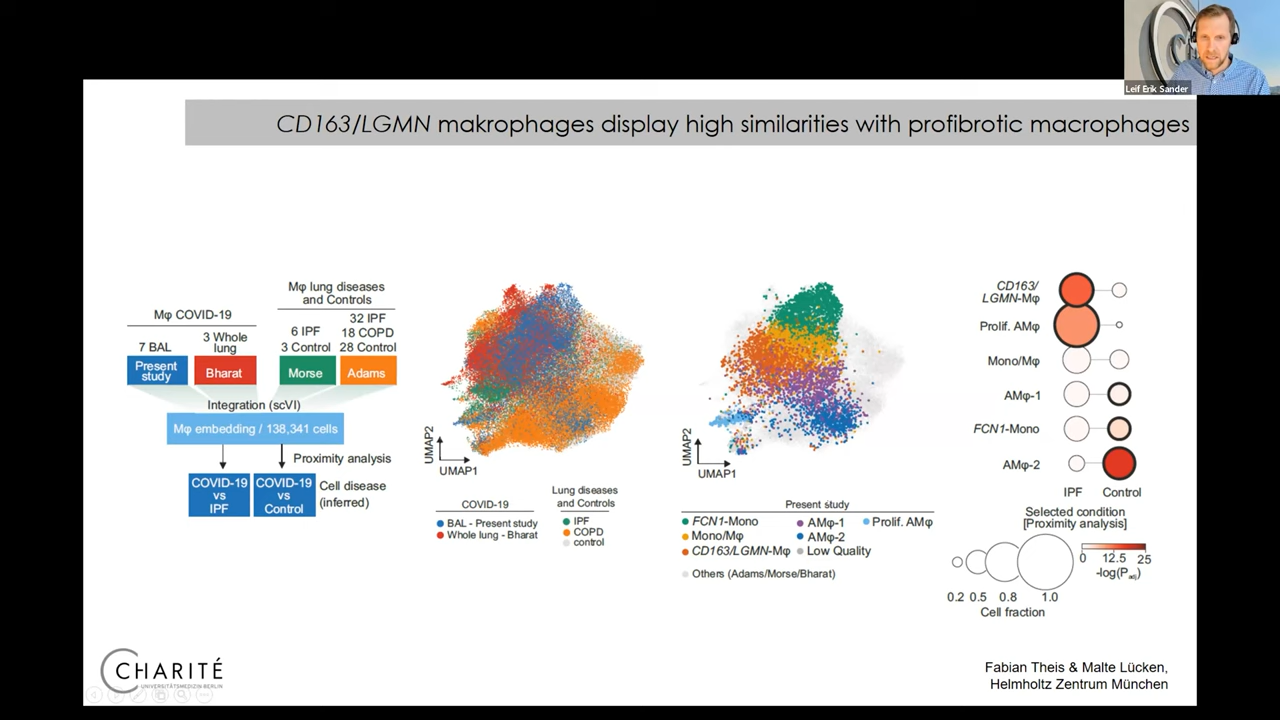 Leif Erik Sander
CD163/LGMN makrophages display high similarities with profibrotic macrophages
Mφ COVID-19
7 BAL
3 Whole
lung
Present
study
Bharat
Mφ lung diseases
and Controls
6 IPF
3 Control
32 IPF
18 COPD
28 Control
Morse
Adams
Integration (scVI)
Mφ embedding / 138,341 cells
Proximity analysis
COVID-19
vs
IPF
COVID-19
vs
Control
Cell disease
(inferred)
UMAP2
UMAP1
COVID-19
BAL - Present study
Whole lung - Bharat
Lung diseases
and Controls
IPF
COPD
control
UMAP2
UMAP1
Present study
FCN1-Mono
Mono/Mφ
CD163/LGMN-Mφ
AMφ-1
AMφ-2
Low Quality
Prolif. AMφ
Others (Adams/Morse/Bharat)
CD163/
LGMN-Mφ
Prolif. AMφ
Mono/Mφ
AMφ-1
FCN1-Mono
AMφ-2
IPF Control
Selected condition
[Proximity analysis]
0.2 0.5 0.8 1.0
Cell fraction
0 12.5 25
-log(Padj)
CHARITÉ
UNIVERSITÄTSMEDIZIN BERLIN
Fabian Theis & Malte Lücken,
Helmholtz Zentrum München